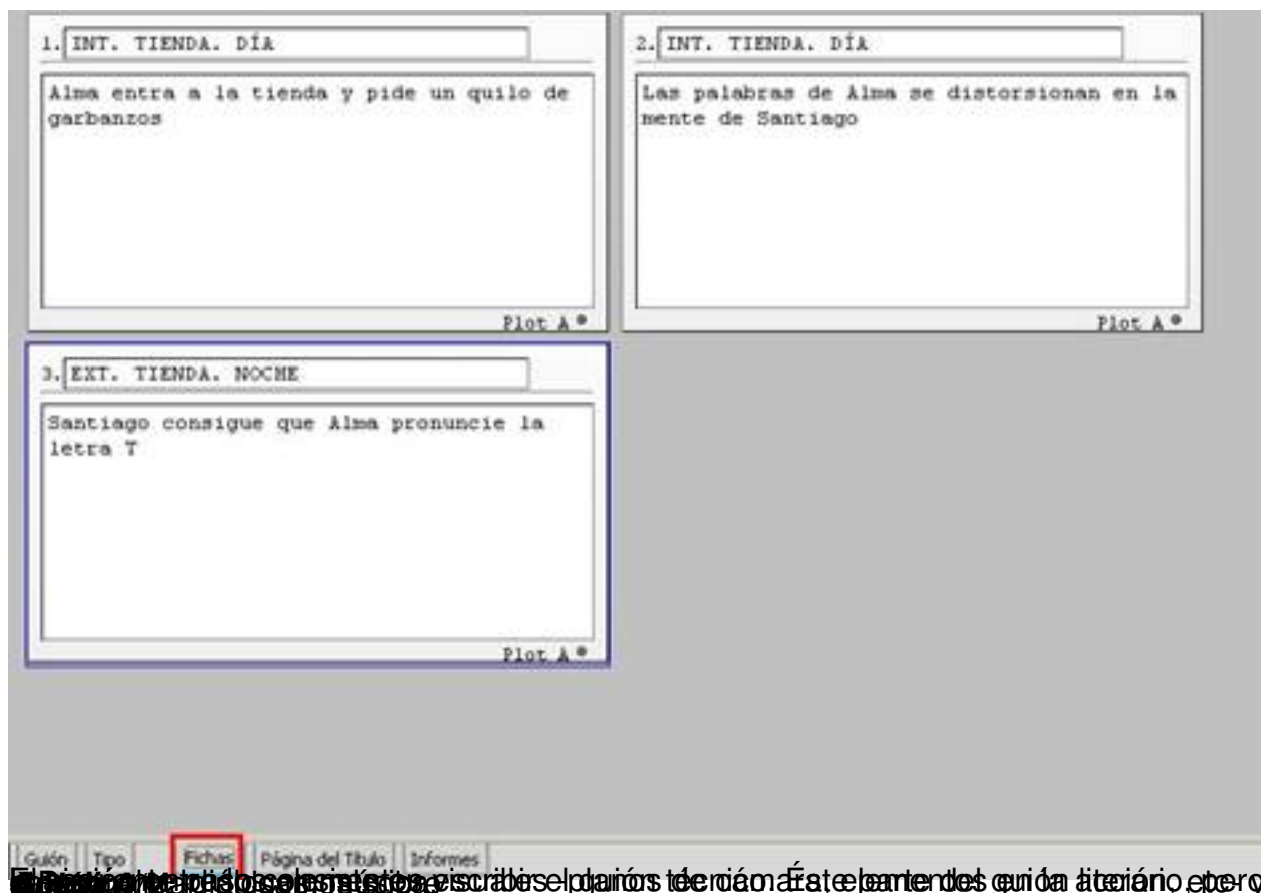 1. INT. TIENDA. DÍA
Alma entra a la tienda y pide un quilo de
garbanzos
Plot A
2. INT. TIENDA. DÍA
Las palabras de Alma se distorsionan en la
mente de Santiago
Plot A
3. EXT. TIENDA. NOCHE
Santiago consigue que Alma pronuncie la
letra T
Plot A
Guión Tipo Fichas Página del Título Informes